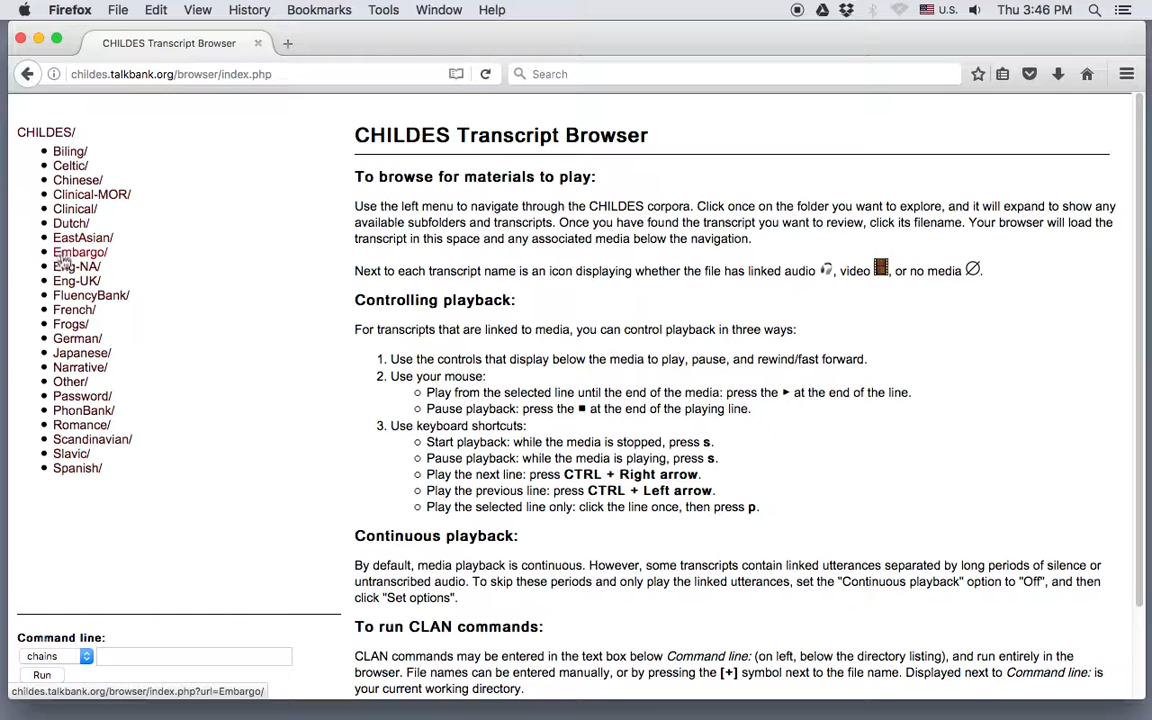 Firefox File Edit View History Bookmarks Tools Window Help U.S. Thu 3:46 PM
CHILDES Transcript Browser
childes.talkbank.org/browser/index.php Search
CHILDES/
Biling/
Celtic/
Chinese/
Clinical-MOR/
Clinical/
Dutch/
EastAsian/
Embargo/
Eng-NA/
Eng-UK/
FluencyBank/
French/
Frogs/
German/
Japanese/
Narrative/
Other/
Password/
PhonBank/
Romance/
Scandinavian/
Slavic/
Spanish/
Command line:
chains
Run
childes.talkbank.org/browser/index.php?url=Embargo/
CHILDES Transcript Browser
To browse for materials to play:
Use the left menu to navigate through the CHILDES corpora. Click once on the folder you want to explore, and it will expand to show any
available subfolders and transcripts. Once you have found the transcript you want to review, click its filename. Your browser will load the
transcript in this space and any associated media below the navigation.
Next to each transcript name is an icon displaying whether the file has linked audio , video , or no media .
Controlling playback:
For transcripts that are linked to media, you can control playback in three ways:
1. Use the controls that display below the media to play, pause, and rewind/fast forward.
2. Use your mouse:
Play from the selected line until the end of the media: press the ► at the end of the line.
Pause playback: press the ■ at the end of the playing line.
3. Use keyboard shortcuts:
Start playback: while the media is stopped, press s.
Pause playback: while the media is playing, press s.
Play the next line: press CTRL + Right arrow.
Play the previous line: press CTRL + Left arrow.
Play the selected line only: click the line once, then press p.
Continuous playback:
By default, media playback is continuous. However, some transcripts contain linked utterances separated by long periods of silence or
untranscribed audio. To skip these periods and only play the linked utterances, set the "Continuous playback" option to "Off", and then
click "Set options".
To run CLAN commands:
CLAN commands may be entered in the text box below Command line: (on left, below the directory listing), and run entirely in the
browser. File names can be entered manually, or by pressing the [+] symbol next to the file name. Displayed next to Command line: is
your current working directory.